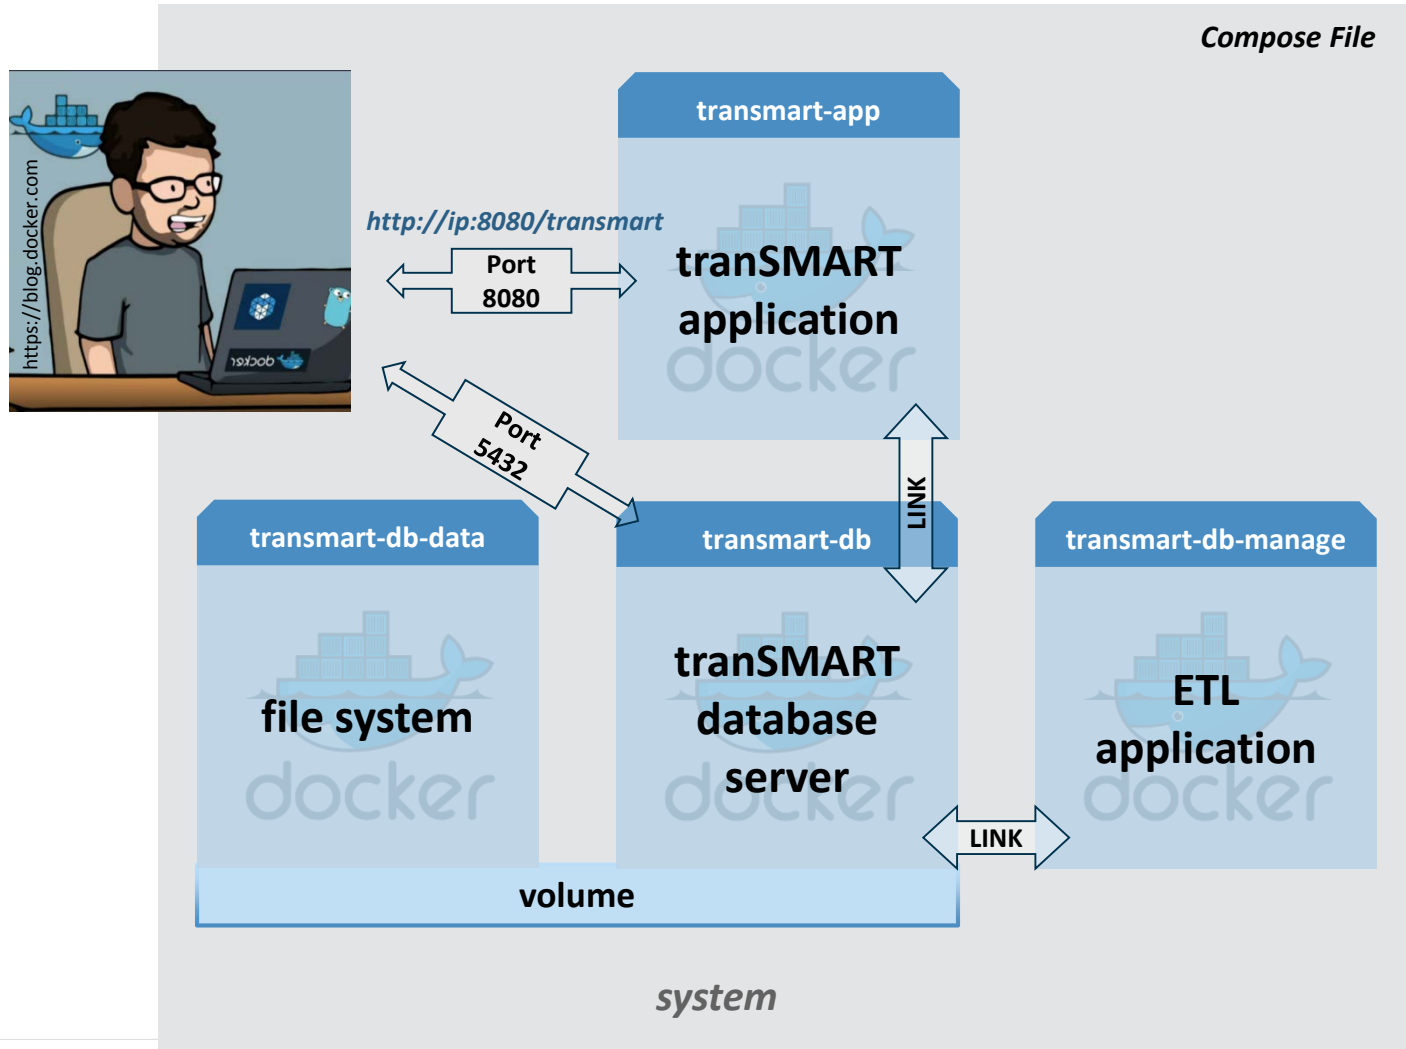 Compose File
https://blog.docker.com
docker
transmart-app
http://ip:8080/transmart
Port
8080
tranSMART
application
docker
Port
5432
LINK
transmart-db-data
file system
docker
transmart-db
tranSMART
database
server
docker
transmart-db-manage
ETL
application
docker
LINK
volume
system